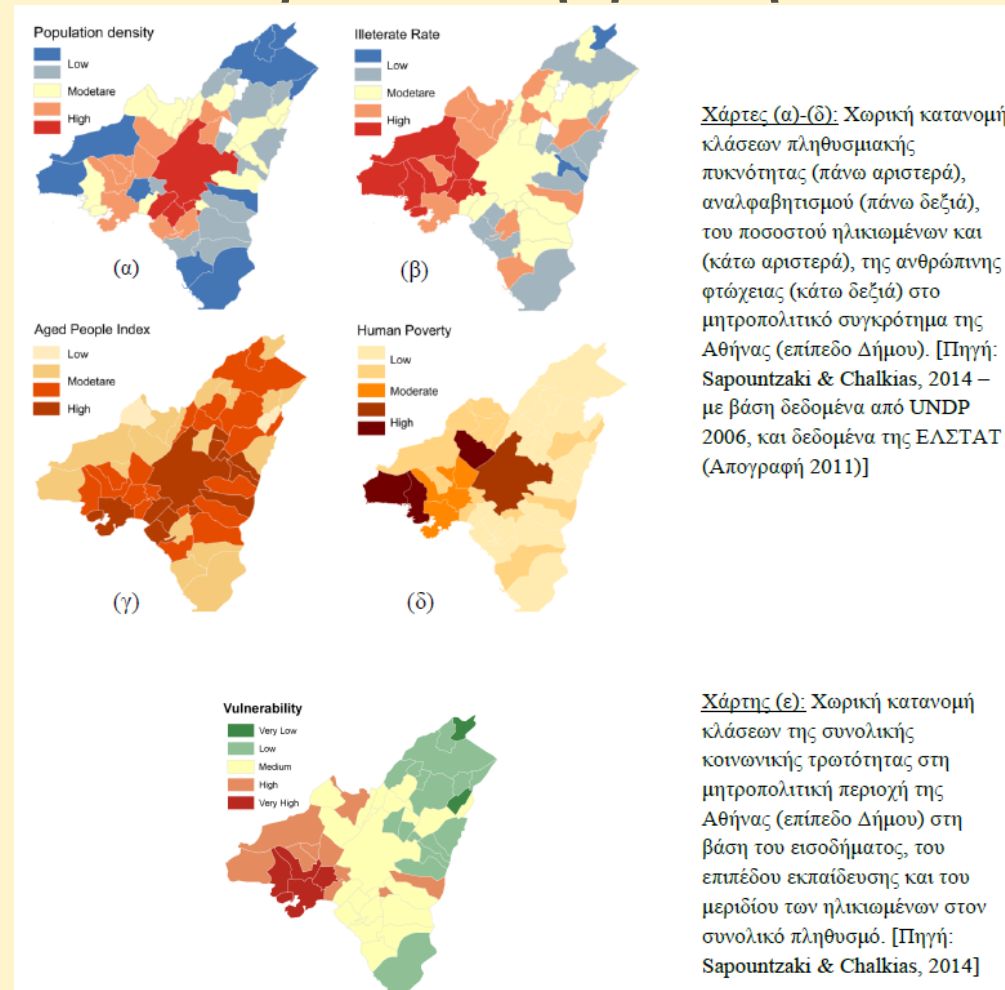 Population density
Low
Modetare
High
(α)
Illeterate Rate
Low
Modetare
High
(β)
Χάρτες (α)-(δ): Χωρική κατανομή
κλάσεων πληθυσμιακής
πυκνότητας (πάνω αριστερά),
αναλφαβητισμού (πάνω δεξιά),
του ποσοστού ηλικιωμένων και
(κάτω αριστερά), της ανθρώπινης
φτώχειας (κάτω δεξιά) στο
μητροπολιτικό συγκρότημα της
Αθήνας (επίπεδο Δήμου). [Πηγή:
Sapountzaki & Chalkias, 2014 –
με βάση δεδομένα από UNDP
2006, και δεδομένα της ΕΛΣΤΑΤ
(Απογραφή 2011)]
Aged People Index
Low
Modetare
High
(γ)
Human Poverty
Low
Moderate
High
(δ)
Vulnerability
Very Low
Low
Medium
High
Very High
Χάρτης (ε): Χωρική κατανομή
κλάσεων της συνολικής
κοινωνικής τρωτότητας στη
μητροπολιτική περιοχή της
Αθήνας (επίπεδο Δήμου) στη
βάση του εισοδήματος, του
επιπέδου εκπαίδευσης και του
μεριδίου των ηλικιωμένων στον
συνολικό πληθυσμό. [Πηγή:
Sapountzaki & Chalkias, 2014]